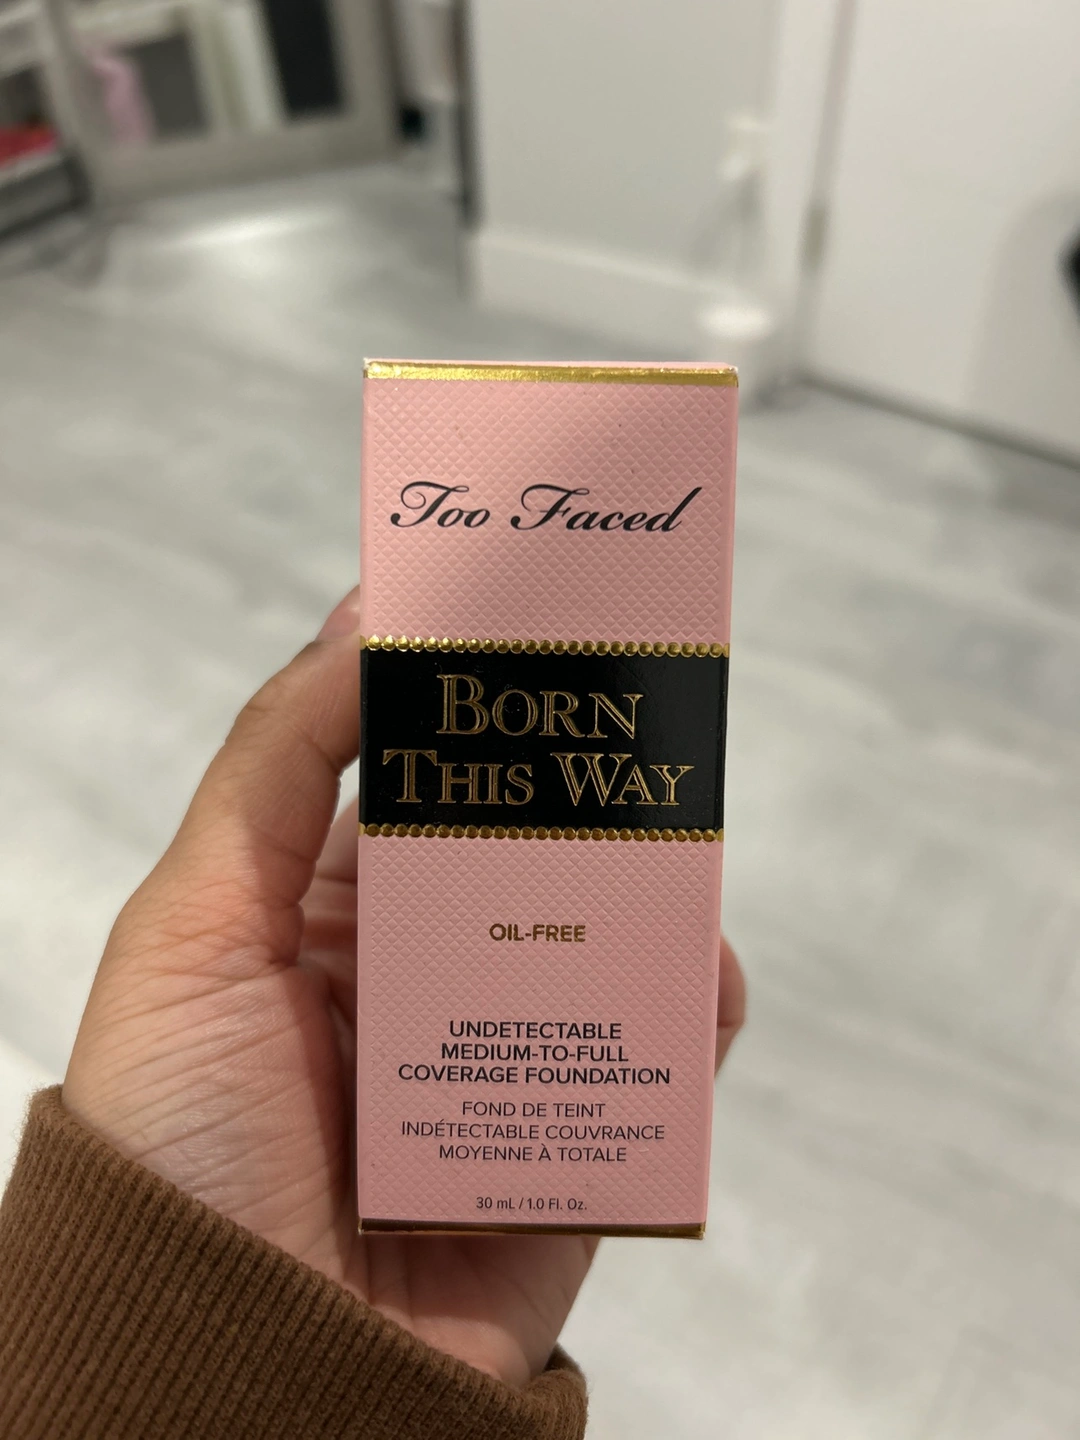 Too Faced
BORN
THIS WAY
OIL-FREE
UNDETECTABLE
MEDIUM-TO-FULL
COVERAGE FOUNDATION
FOND DE TEINT
INDÉTECTABLE COUVRANCE
MOYENNE À TOTALE
30 mL / 1.0 Fl. Oz.